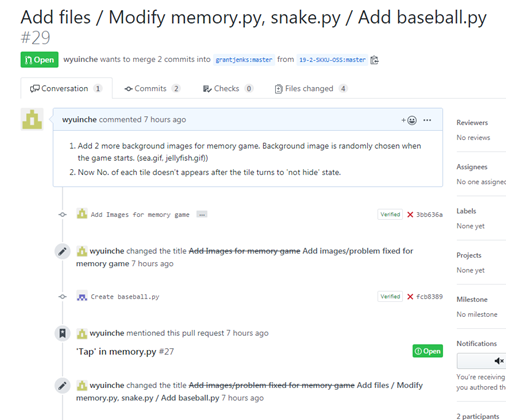 Add files / Modify memory.py, snake.py / Add baseball.py
#29
Open wyuinche wants to merge 2 commits into grantjenks:master from 19-2-SKKU-OSS:master
Conversation 1 Commits 2 Checks 0 Files changed 4
wyuinche commented 7 hours ago
1. Add 2 more background images for memory game. Background image is randomly chosen when
the game starts. (sea.gif, jellyfish.gif))
2. Now No. of each tile doesn't appears after the tile turns to 'not hide' state.
Add Images for memory game ... Verified 3bb636a
wyuinche changed the title Add Images for memory game Add images/problem fixed for
memory game 7 hours ago
Create baseball.py Verified fcb8389
wyuinche mentioned this pull request 7 hours ago
'Tap' in memory.py #27 Open
wyuinche changed the title Add images/problem fixed for memory game Add files / Modify
memory.py, snake.py / Add baseball.py 7 hours ago
Reviewers
No reviews
Assignees
No one assigned
Labels
None yet
Projects
None yet
Milestone
No milestone
Notifications
You're receiving
you authored th
2 participants